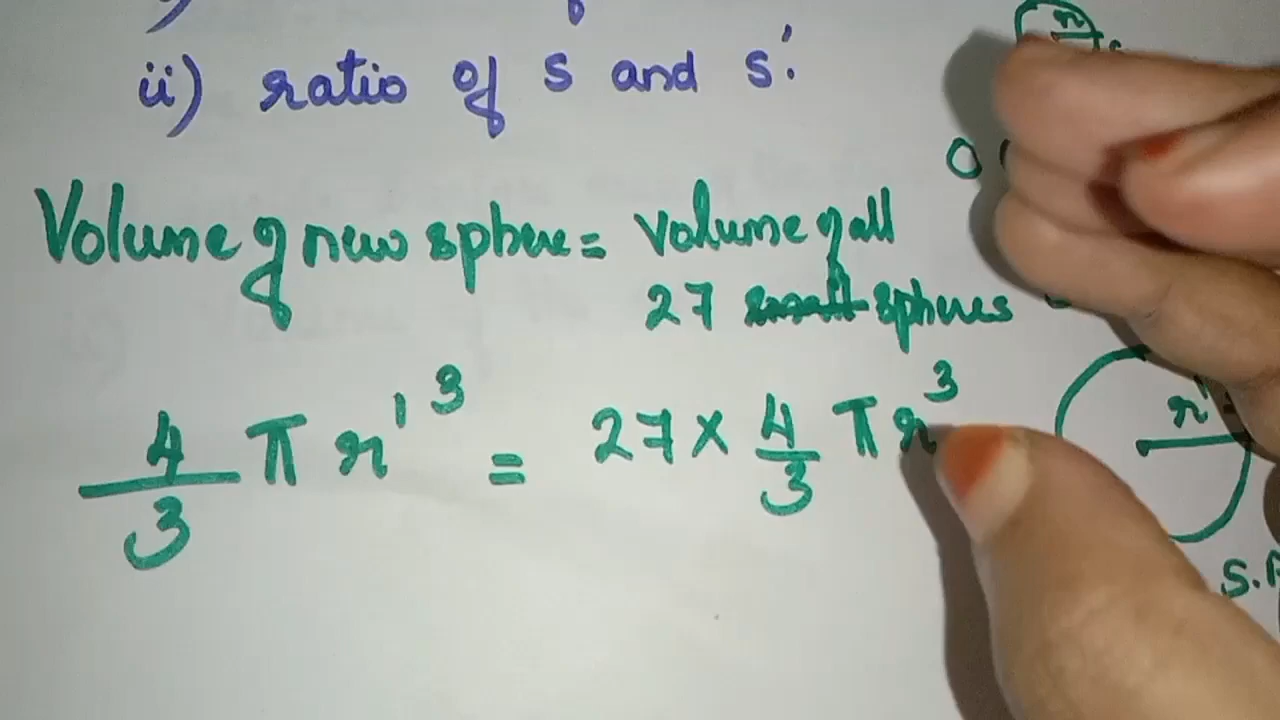 ii) ratio of S and S'.
Volume of new sphere = Volume of all
27 spheres
4/3 π r'³ = 27 × 4/3 π r³
r'
S.A